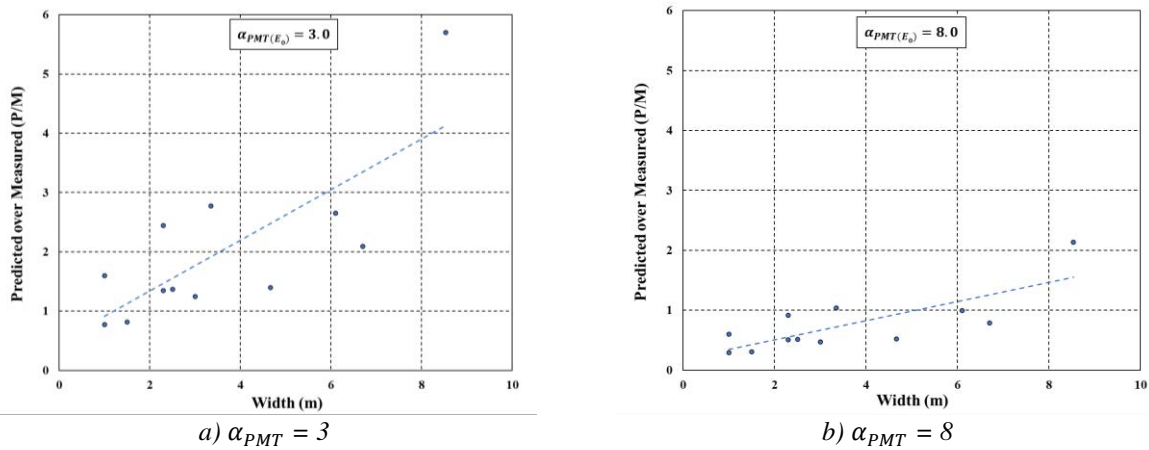 6
5
4
3
2
1
0
Predicted over Measured (P/M)
α_PMT(E₀) = 3.0
0 2 4 6 8 10
Width (m)
a) α_PMT = 3
6
5
4
3
2
1
0
Predicted over Measured (P/M)
α_PMT(E₀) = 8.0
0 2 4 6 8 10
Width (m)
b) α_PMT = 8